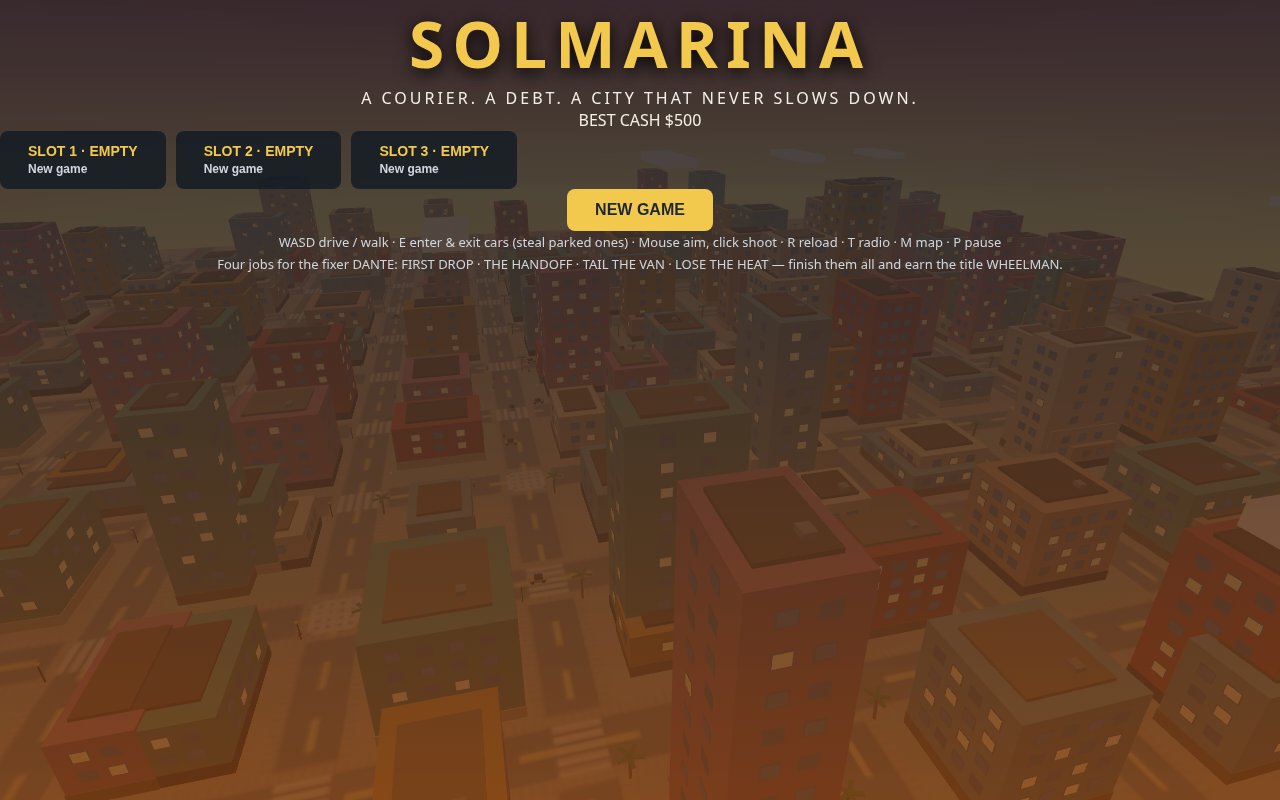 SOLMARINA
A COURIER. A DEBT. A CITY THAT NEVER SLOWS DOWN.
BEST CASH $500
SLOT 1 · EMPTY
New game
SLOT 2 · EMPTY
New game
SLOT 3 · EMPTY
New game
NEW GAME
WASD drive / walk · E enter & exit cars (steal parked ones) · Mouse aim, click shoot · R reload · T radio · M map · P pause
Four jobs for the fixer DANTE: FIRST DROP · THE HANDOFF · TAIL THE VAN · LOSE THE HEAT — finish them all and earn the title WHEELMAN.